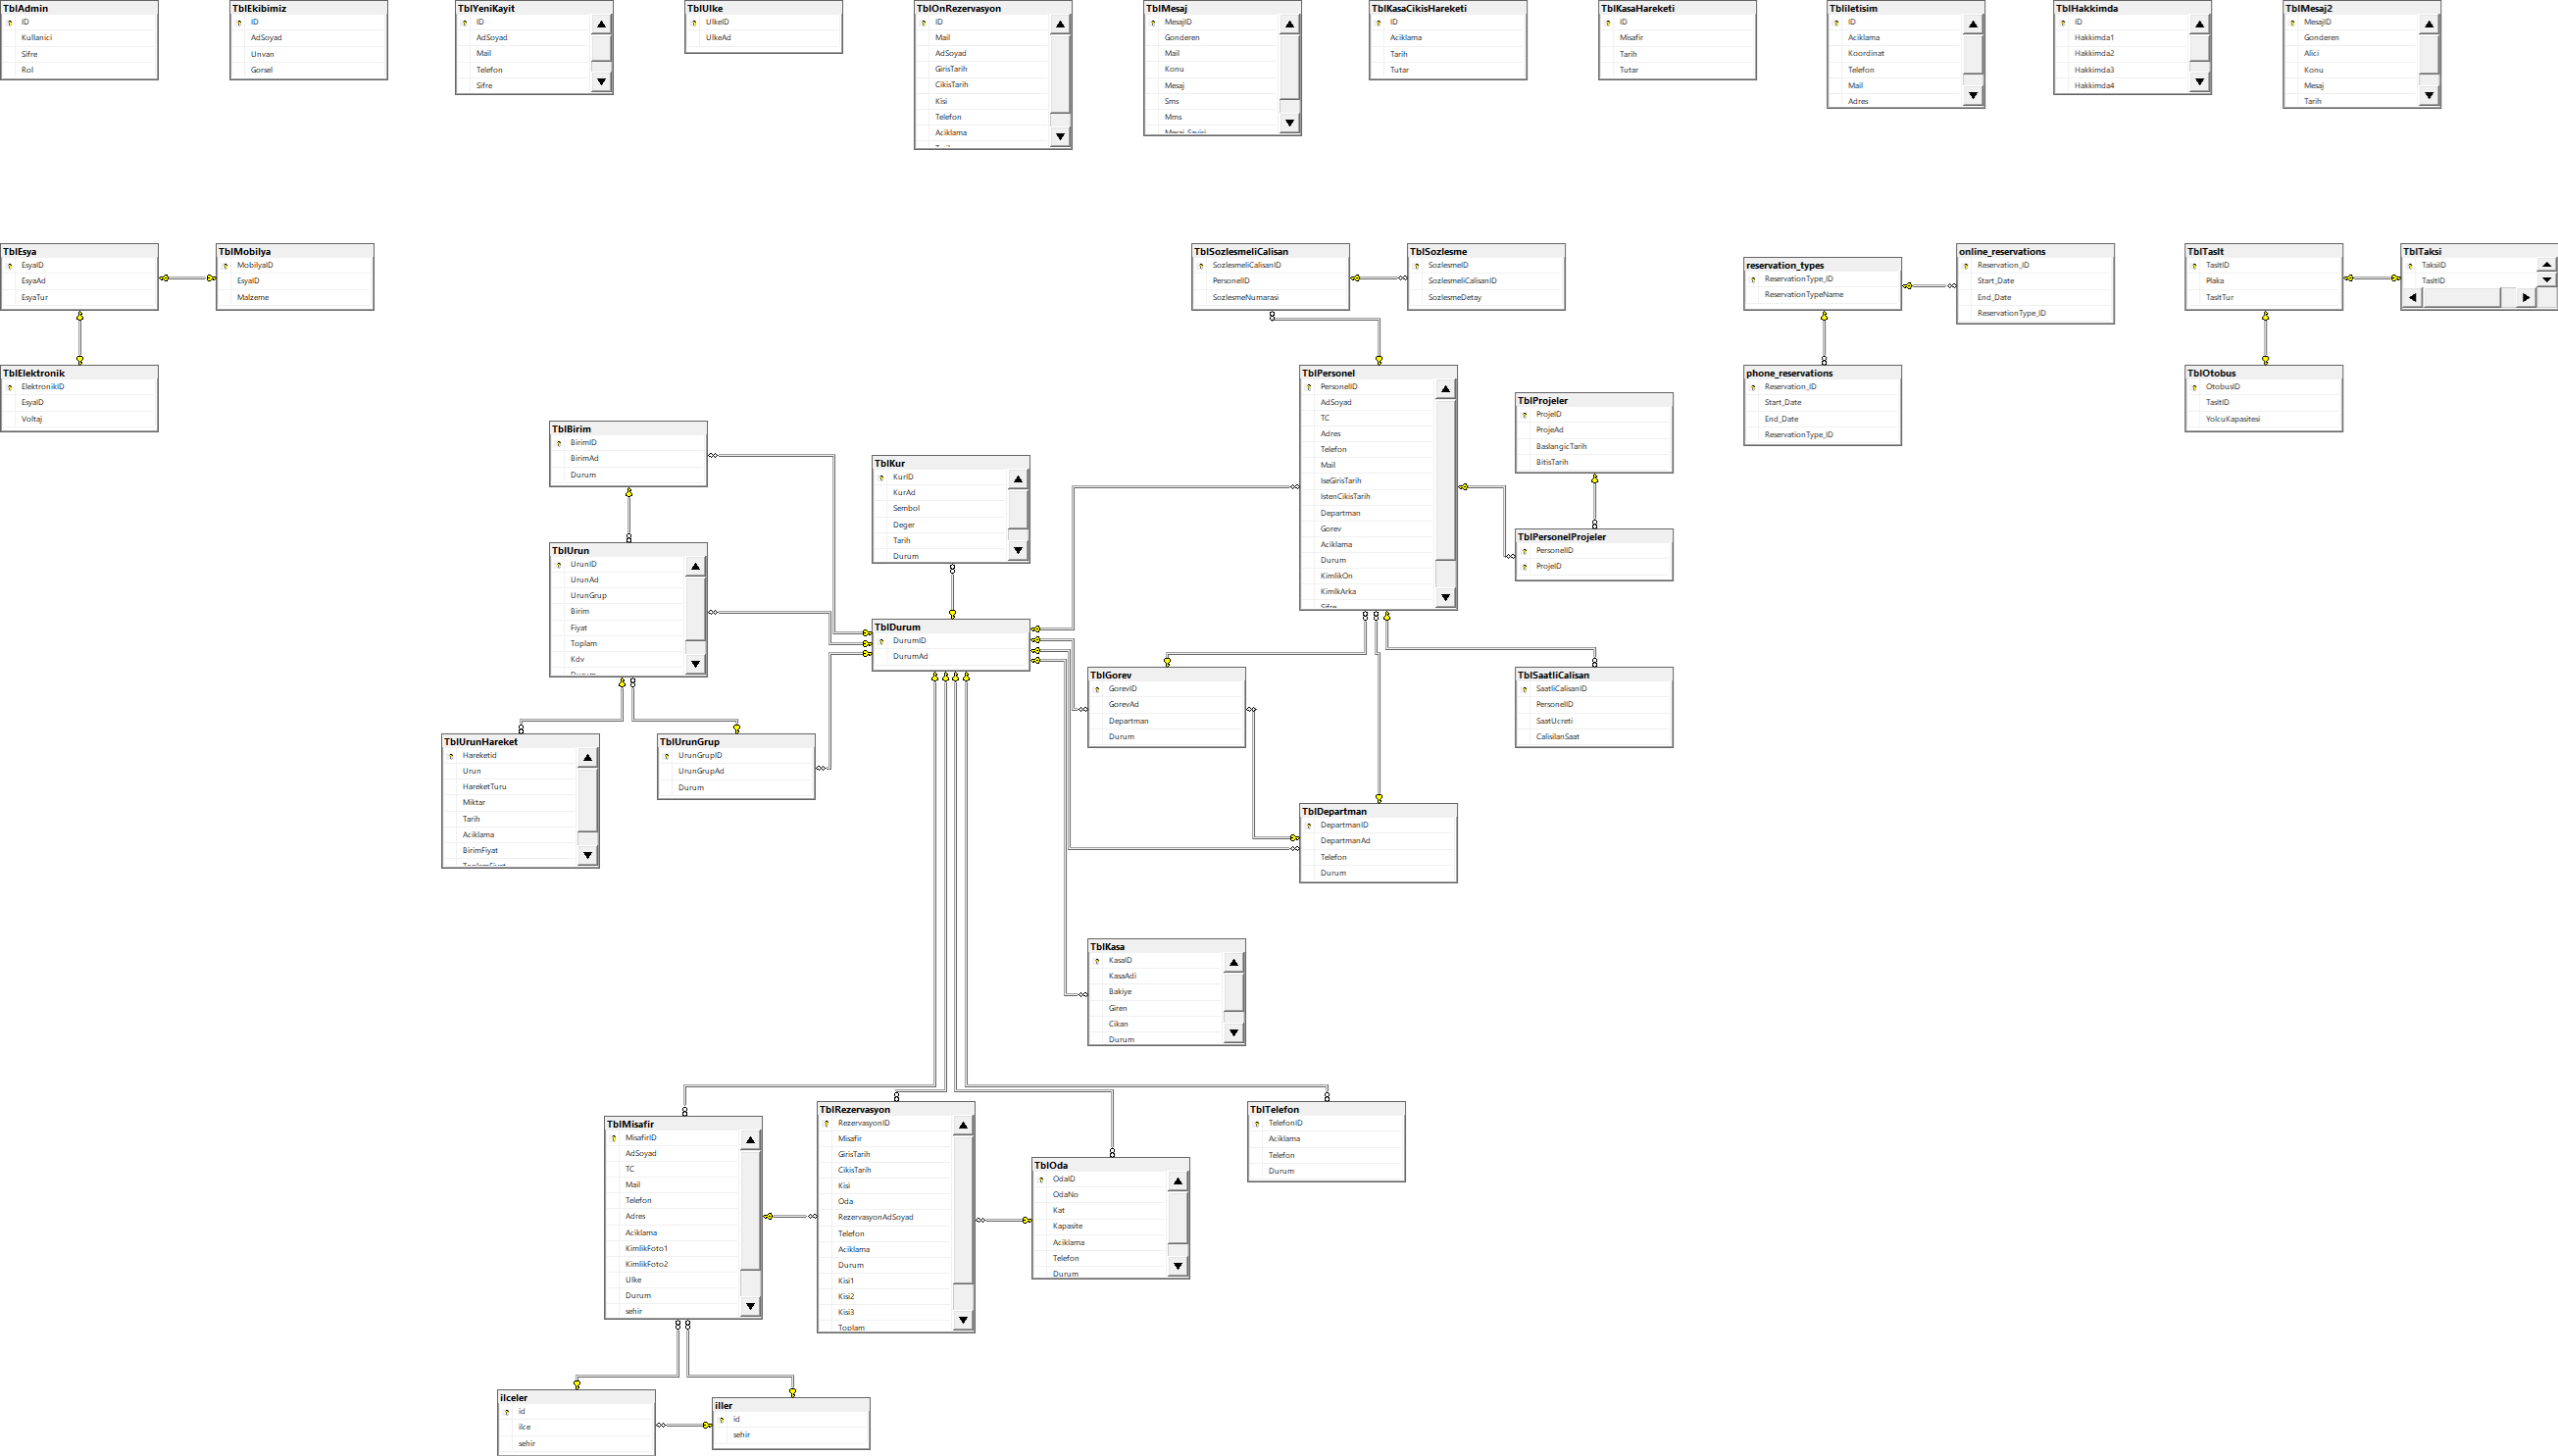 TblAdmin
ID
Kullanici
Sifre
Rol
TblEkibimiz
ID
AdSoyad
Unvan
Gorsel
TblYeniKayit
ID
AdSoyad
Mail
Telefon
Sifre
TblUlke
UlkeID
UlkeAd
TblOnRezervasyon
ID
Mail
AdSoyad
GirisTarih
CikisTarih
Kisi
Telefon
Aciklama
TblMesaj
MesajID
Gonderen
Mail
Konu
Mesaj
Sms
Mms
TblKasaCikisHareketi
ID
Aciklama
Tarih
Tutar
TblKasaHareketi
ID
Misafir
Tarih
Tutar
Tbliletisim
ID
Aciklama
Koordinat
Telefon
Mail
Adres
TblHakkimda
ID
Hakkimda1
Hakkimda2
Hakkimda3
Hakkimda4
TblMesaj2
MesajID
Gonderen
Alici
Konu
Mesaj
Tarih
TblEsya
EsyaID
EsyaAd
EsyaTur
TblMobilya
MobilyaID
EsyaID
Malzeme
TblSozlesmeliCalisan
SozlesmeliCalisanID
PersonelID
SozlesmeNumarasi
TblSozlesme
SozlesmeID
SozlesmeliCalisanID
SozlesmeDetay
reservation_types
ReservationType_ID
ReservationTypeName
online_reservations
Reservation_ID
Start_Date
End_Date
ReservationType_ID
TblTasIt
TasItID
Plaka
TasItTur
TblTaksi
TaksiID
TasItID
TblElektronik
ElektronikID
EsyaID
Voltaj
TblPersonel
PersonelID
AdSoyad
TC
Adres
Telefon
Mail
IseGirisTarih
IstenCikisTarih
Departman
Gorev
Aciklama
Durum
KimlikOn
KimlkArka
TblProjeler
ProjeID
ProjeAd
BaslangicTarih
BitisTarih
phone_reservations
Reservation_ID
Start_Date
End_Date
ReservationType_ID
TblOtobus
OtobusID
TasItID
YolcuKapasitesi
TblBirim
BirimID
BirimAd
Durum
TblKur
KurID
KurAd
Sembol
Deger
Tarih
Durum
TblPersonelProjeler
PersonelID
ProjeID
TblUrun
UrunID
UrunAd
UrunGrup
Birim
Fiyat
Toplam
Kdv
TblDurum
DurumID
DurumAd
TblGorev
GorevID
GorevAd
Departman
Durum
TblSaatliCalisan
SaatliCalisanID
PersonelID
SaatUcreti
CalisilanSaat
TblUrunHareket
Hareketid
Urun
HareketTuru
Miktar
Tarih
Aciklama
BirimFiyat
TblUrunGrup
UrunGrupID
UrunGrupAd
Durum
TblDepartman
DepartmanID
DepartmanAd
Telefon
Durum
TblKasa
KasaID
KasaAdi
Bakiye
Giren
Cikan
Durum
TblMisafir
MisafirID
AdSoyad
TC
Mail
Telefon
Adres
Aciklama
KimlikFoto1
KimlikFoto2
Ulke
Durum
sehir
TblRezervasyon
RezervasyonID
Misafir
GirisTarih
CikisTarih
Kisi
Oda
RezervasyonAdSoyad
Telefon
Aciklama
Durum
Kisi1
Kisi2
Kisi3
Toplam
TblOda
OdaID
OdaNo
Kat
Kapasite
Aciklama
Telefon
Durum
TblTelefon
TelefonID
Aciklama
Telefon
Durum
ilceler
id
ilce
sehir
iller
id
sehir